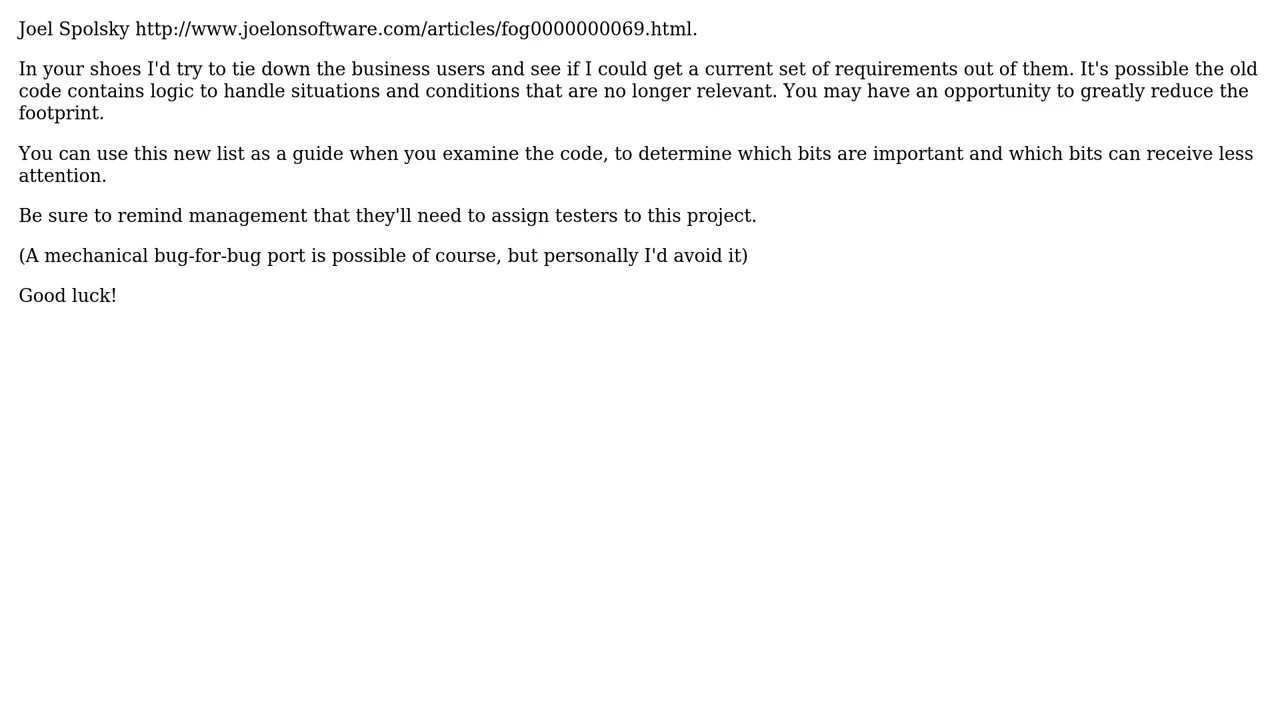 Joel Spolsky http://www.joelonsoftware.com/articles/fog0000000069.html.
In your shoes I'd try to tie down the business users and see if I could get a current set of requirements out of them. It's possible the old
code contains logic to handle situations and conditions that are no longer relevant. You may have an opportunity to greatly reduce the
footprint.
You can use this new list as a guide when you examine the code, to determine which bits are important and which bits can receive less
attention.
Be sure to remind management that they'll need to assign testers to this project.
(A mechanical bug-for-bug port is possible of course, but personally I'd avoid it)
Good luck!